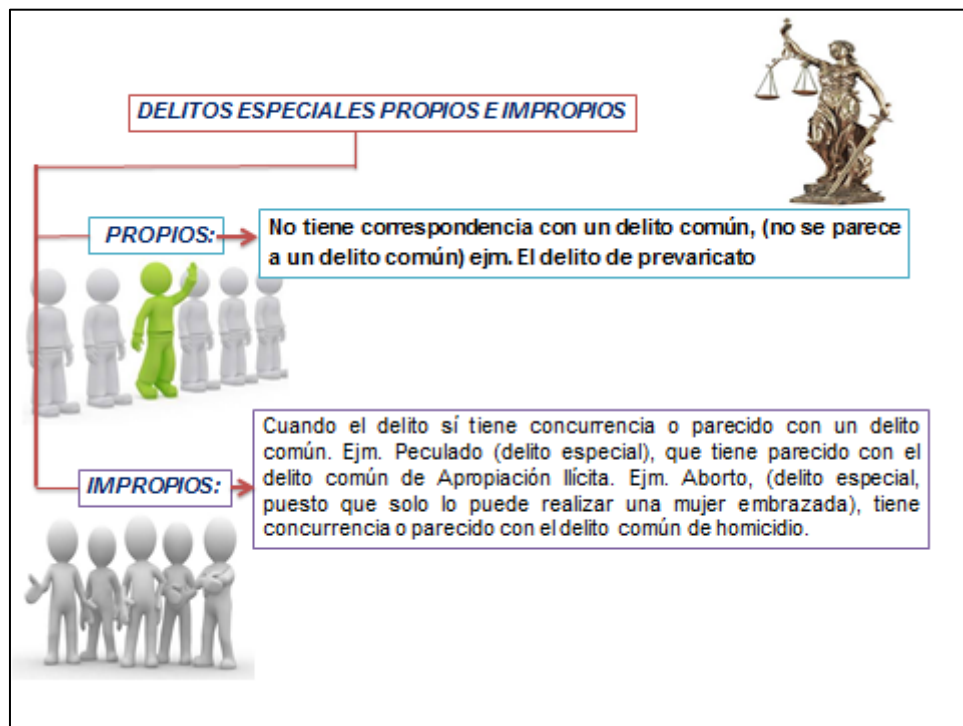 DELITOS ESPECIALES PROPIOS E IMPROPIOS
PROPIOS:
No tiene correspondencia con un delito común, (no se parece
a un delito común) ejm. El delito de prevaricato
IMPROPIOS:
Cuando el delito sí tiene concurrencia o parecido con un delito
común. Ejm. Peculado (delito especial), que tiene parecido con el
delito común de Apropiación Ilícita. Ejm. Aborto, (delito especial,
puesto que solo lo puede realizar una mujer embrazada), tiene
concurrencia o parecido con el delito común de homicidio.